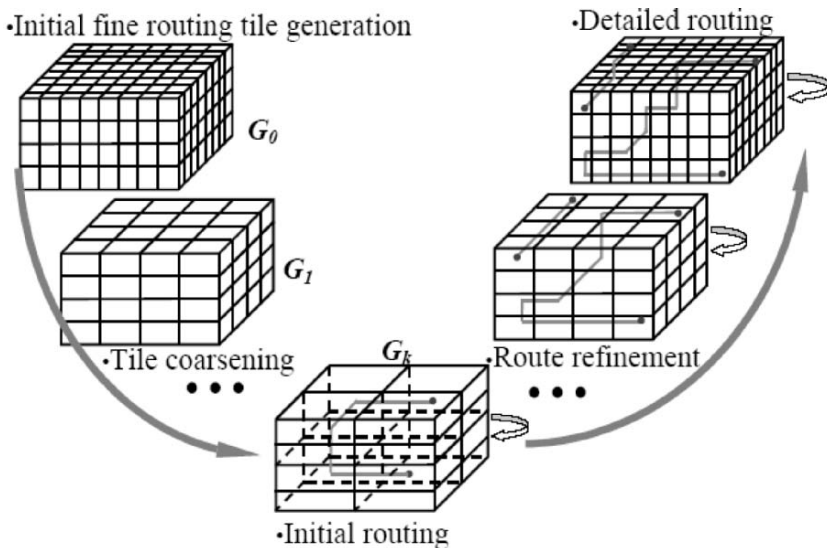 ·Initial fine routing tile generation
G0
G1
·Tile coarsening
•••
Gk
·Initial routing
·Detailed routing
·Route refinement
•••